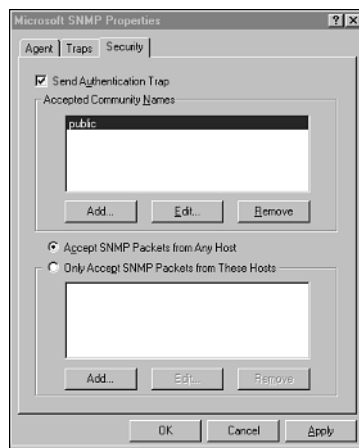 Microsoft SNMP Properties
Agent Traps Security
Send Authentication Trap
Accepted Community Names
public
Add... Edit... Remove
Accept SNMP Packets from Any Host
Only Accept SNMP Packets from These Hosts
Add... Edit... Remove
OK Cancel Apply